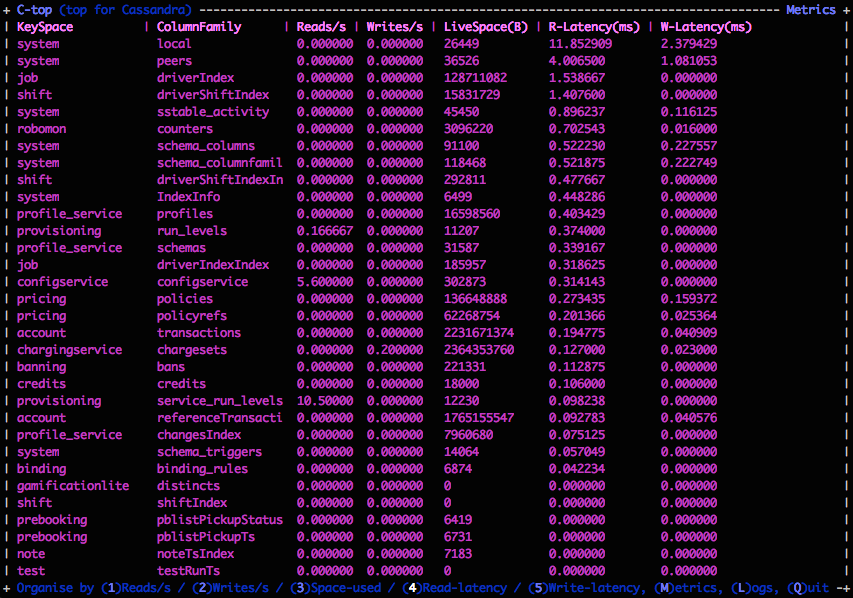 + C-top (top for Cassandra) ---------------------------------------------------------------------------------- Metrics +
| KeySpace | ColumnFamily | Reads/s | Writes/s | LiveSpace(B) | R-Latency(ms) | W-Latency(ms) |
| system local 0.000000 0.000000 26449 11.852909 2.379429 |
| system peers 0.000000 0.000000 36526 4.006500 1.081053 |
| job driverIndex 0.000000 0.000000 128711082 1.538667 0.000000 |
| shift driverShiftIndex 0.000000 0.000000 15831729 1.407600 0.000000 |
| system sstable_activity 0.000000 0.000000 45450 0.896237 0.116125 |
| robomon counters 0.000000 0.000000 3096220 0.702543 0.016000 |
| system schema_columns 0.000000 0.000000 91100 0.522230 0.227557 |
| system schema_columnfamil 0.000000 0.000000 118468 0.521875 0.222749 |
| shift driverShiftIndexIn 0.000000 0.000000 292811 0.477667 0.000000 |
| system IndexInfo 0.000000 0.000000 6499 0.448286 0.000000 |
| profile_service profiles 0.000000 0.000000 16598560 0.403429 0.000000 |
| provisioning run_levels 0.166667 0.000000 11207 0.374000 0.000000 |
| profile_service schemas 0.000000 0.000000 31587 0.339167 0.000000 |
| job driverIndexIndex 0.000000 0.000000 185957 0.318625 0.000000 |
| configservice configservice 5.600000 0.000000 302873 0.314143 0.000000 |
| pricing policies 0.000000 0.000000 136648888 0.273435 0.159372 |
| pricing policyrefs 0.000000 0.000000 62268754 0.201366 0.025364 |
| account transactions 0.000000 0.000000 2231671374 0.194775 0.040909 |
| chargingservice chargesets 0.000000 0.200000 2364353760 0.127000 0.023000 |
| banning bans 0.000000 0.000000 221331 0.112875 0.000000 |
| credits credits 0.000000 0.000000 18000 0.106000 0.000000 |
| provisioning service_run_levels 10.50000 0.000000 12230 0.098238 0.000000 |
| account referenceTransacti 0.000000 0.000000 1765155547 0.092783 0.040576 |
| profile_service changesIndex 0.000000 0.000000 7960680 0.075125 0.000000 |
| system schema_triggers 0.000000 0.000000 14064 0.057049 0.000000 |
| binding binding_rules 0.000000 0.000000 6874 0.042234 0.000000 |
| gamificationlite distincts 0.000000 0.000000 0 0.000000 0.000000 |
| shift shiftIndex 0.000000 0.000000 0 0.000000 0.000000 |
| prebooking pblistPickupStatus 0.000000 0.000000 6419 0.000000 0.000000 |
| prebooking pblistPickupTs 0.000000 0.000000 6731 0.000000 0.000000 |
| note noteTsIndex 0.000000 0.000000 7183 0.000000 0.000000 |
| test testRunTs 0.000000 0.000000 0 0.000000 0.000000 |
+ Organise by (1)Reads/s / (2)Writes/s / (3)Space-used / (4)Read-latency / (5)Write-latency, (M)etrics, (L)ogs, (Q)uit -+